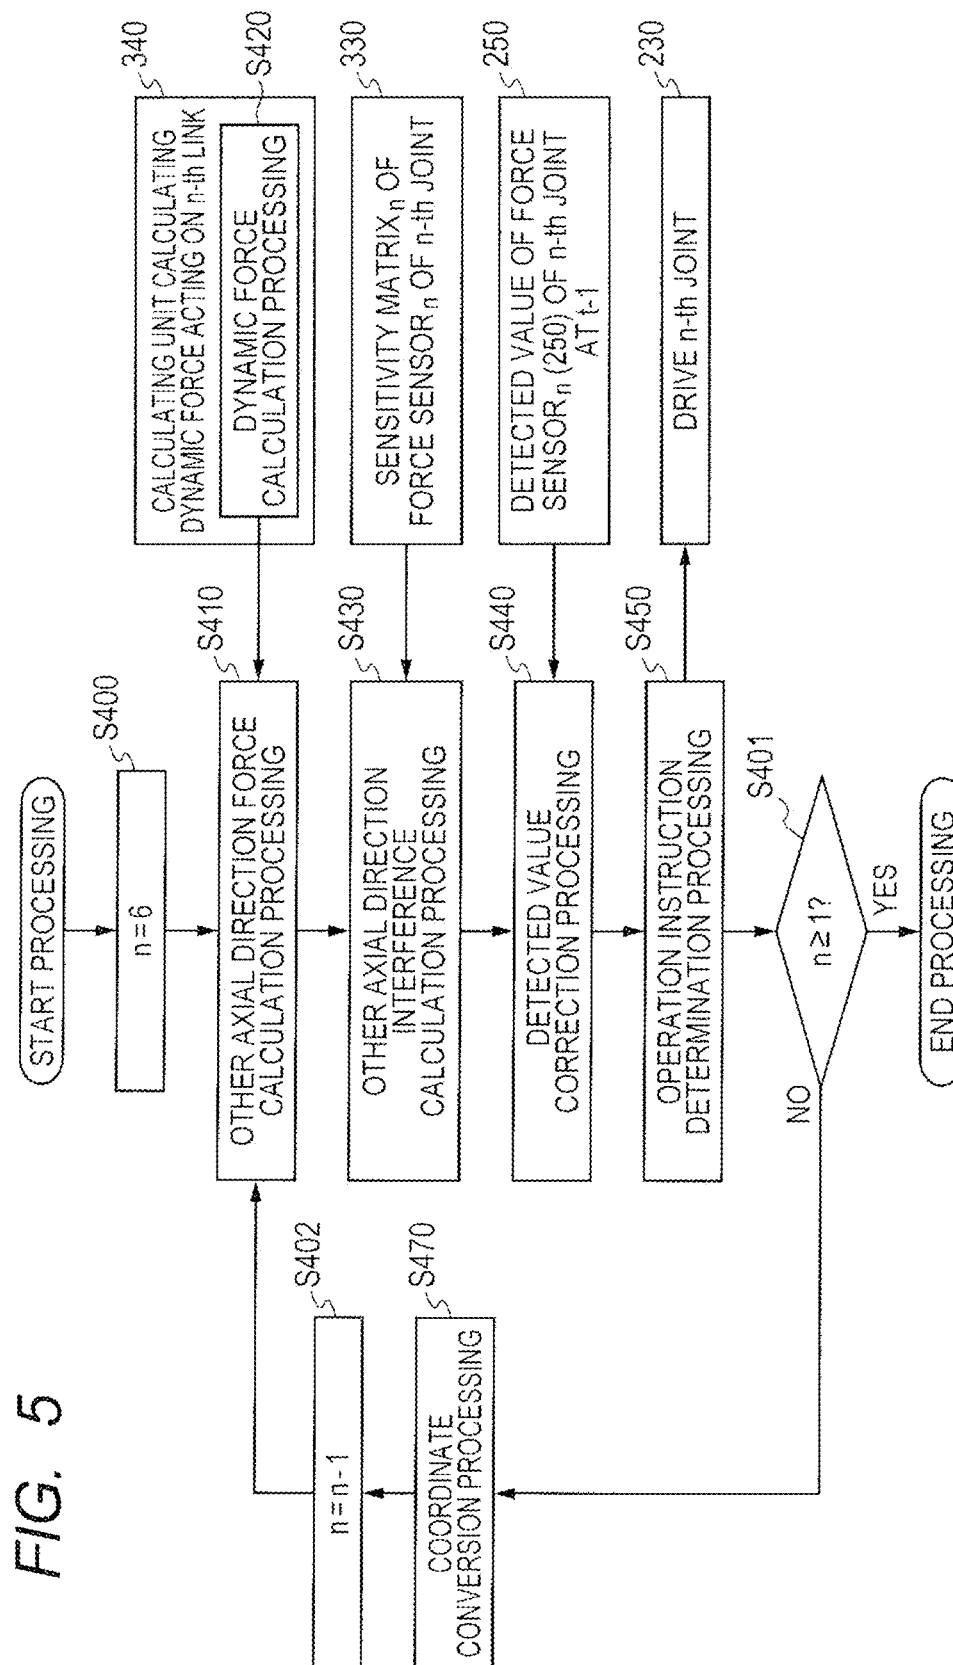 FIG. 5
START PROCESSING
S400
n=6
S410
OTHER AXIAL DIRECTION FORCE
CALCULATION PROCESSING
340
CALCULATING UNIT CALCULATING
DYNAMIC FORCE ACTING ON n-th LINK
S420
DYNAMIC FORCE
CALCULATION PROCESSING
S430
OTHER AXIAL DIRECTION
INTERFERENCE
CALCULATION PROCESSING
330
SENSITIVITY MATRIXn OF
FORCE SENSORn OF n-th JOINT
S440
DETECTED VALUE
CORRECTION PROCESSING
250
DETECTED VALUE OF FORCE
SENSORn (250) OF n-th JOINT
AT t-1
S450
OPERATION INSTRUCT
DETERMINATION PROCESSING
230
DRIVE n-th JOINT
S401
n≥1?
NO
YES
S402
n=n-1
S470
COORDINATE
CONVERSION PROCESSING
END PROCESSING